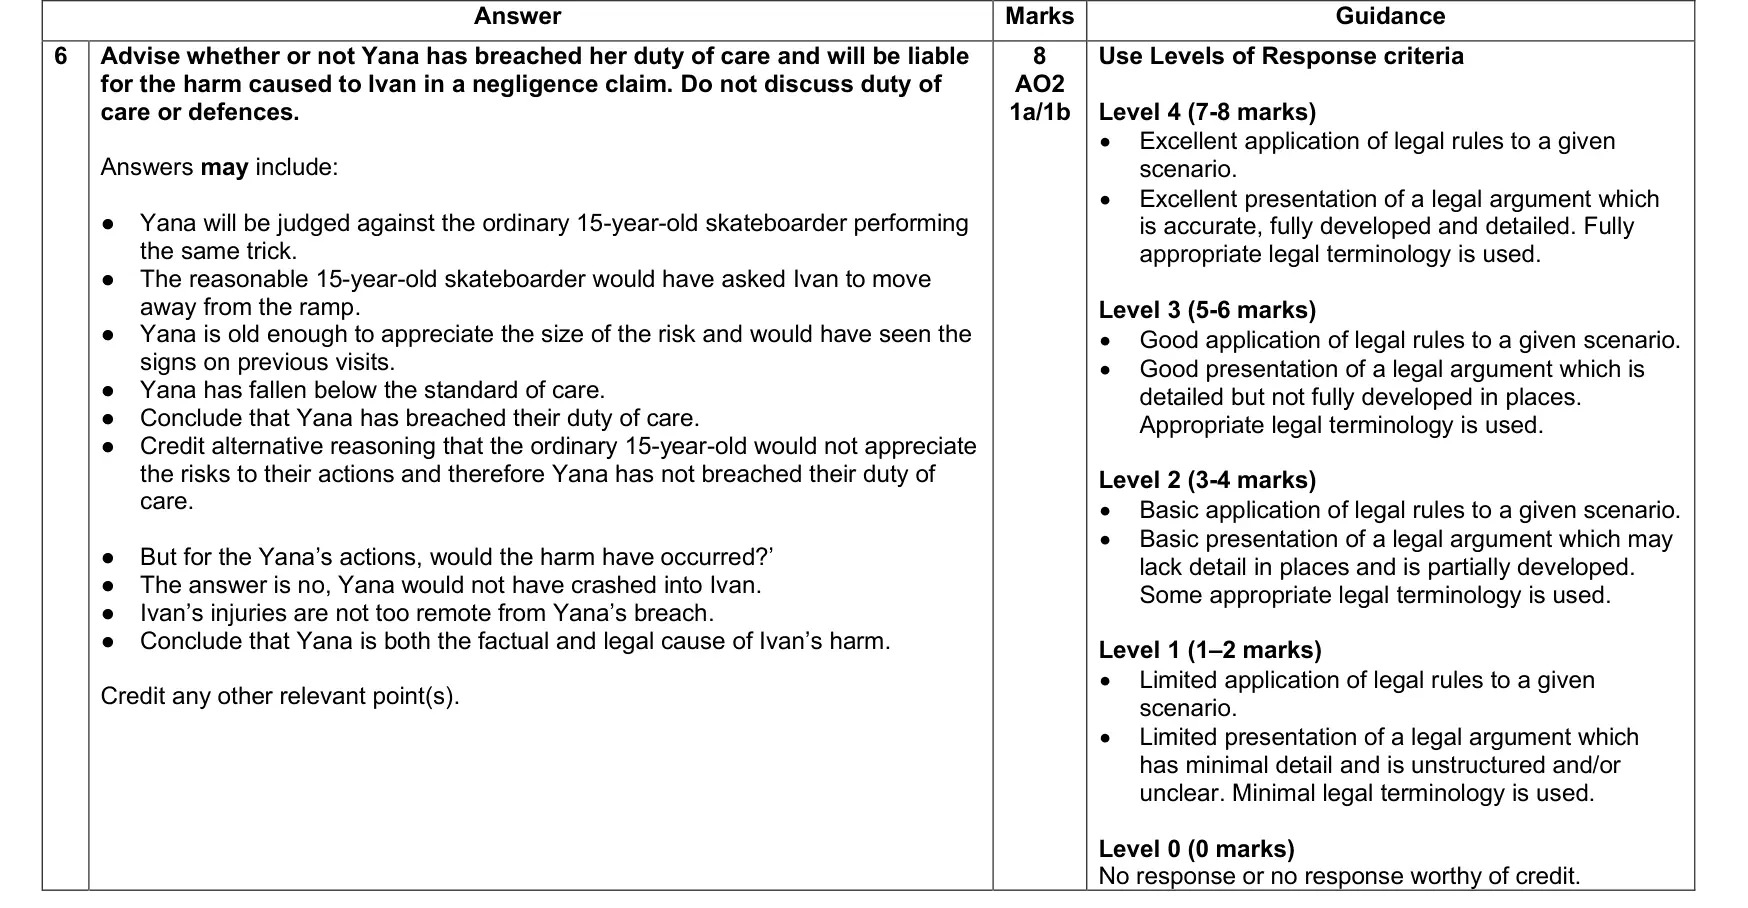 Answer
Marks
Guidance
6
Advise whether or not Yana has breached her duty of care and will be liable
for the harm caused to Ivan in a negligence claim. Do not discuss duty of
care or defences.
Answers may include:
● Yana will be judged against the ordinary 15-year-old skateboarder performing
the same trick.
● The reasonable 15-year-old skateboarder would have asked Ivan to move
away from the ramp.
● Yana is old enough to appreciate the size of the risk and would have seen the
signs on previous visits.
● Yana has fallen below the standard of care.
● Conclude that Yana has breached their duty of care.
● Credit alternative reasoning that the ordinary 15-year-old would not appreciate
the risks to their actions and therefore Yana has not breached their duty of
care.
● But for the Yana’s actions, would the harm have occurred?’
● The answer is no, Yana would not have crashed into Ivan.
● Ivan’s injuries are not too remote from Yana’s breach.
● Conclude that Yana is both the factual and legal cause of Ivan’s harm.
Credit any other relevant point(s).
8
AO2
1a/1b
Use Levels of Response criteria
Level 4 (7-8 marks)
• Excellent application of legal rules to a given
scenario.
• Excellent presentation of a legal argument which
is accurate, fully developed and detailed. Fully
appropriate legal terminology is used.
Level 3 (5-6 marks)
• Good application of legal rules to a given scenario.
• Good presentation of a legal argument which is
detailed but not fully developed in places.
Appropriate legal terminology is used.
Level 2 (3-4 marks)
• Basic application of legal rules to a given scenario.
• Basic presentation of a legal argument which may
lack detail in places and is partially developed.
Some appropriate legal terminology is used.
Level 1 (1–2 marks)
• Limited application of legal rules to a given
scenario.
• Limited presentation of a legal argument which
has minimal detail and is unstructured and/or
unclear. Minimal legal terminology is used.
Level 0 (0 marks)
No response or no response worthy of credit.